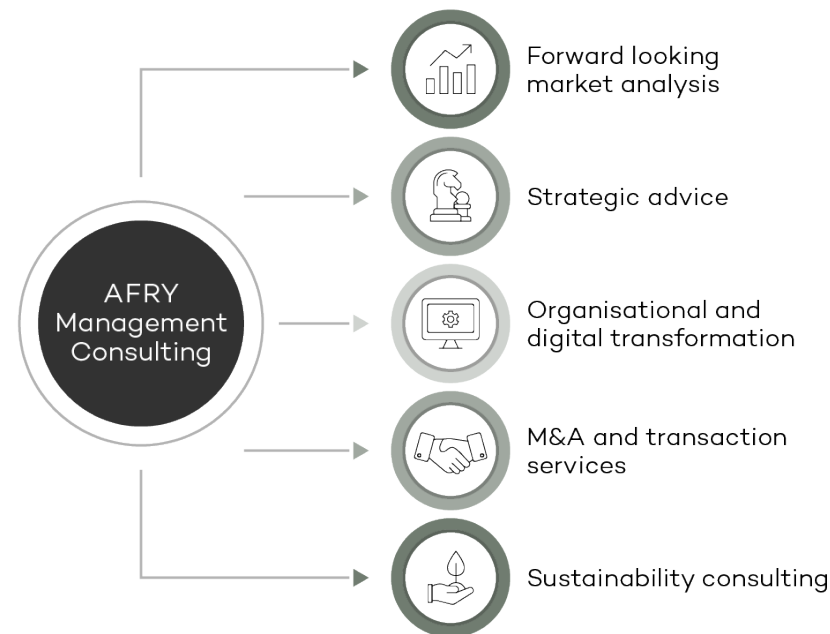 AFRY
Management
Consulting
Forward looking
market analysis
Strategic advice
Organisational and
digital transformation
M&A and transaction
services
Sustainability consulting